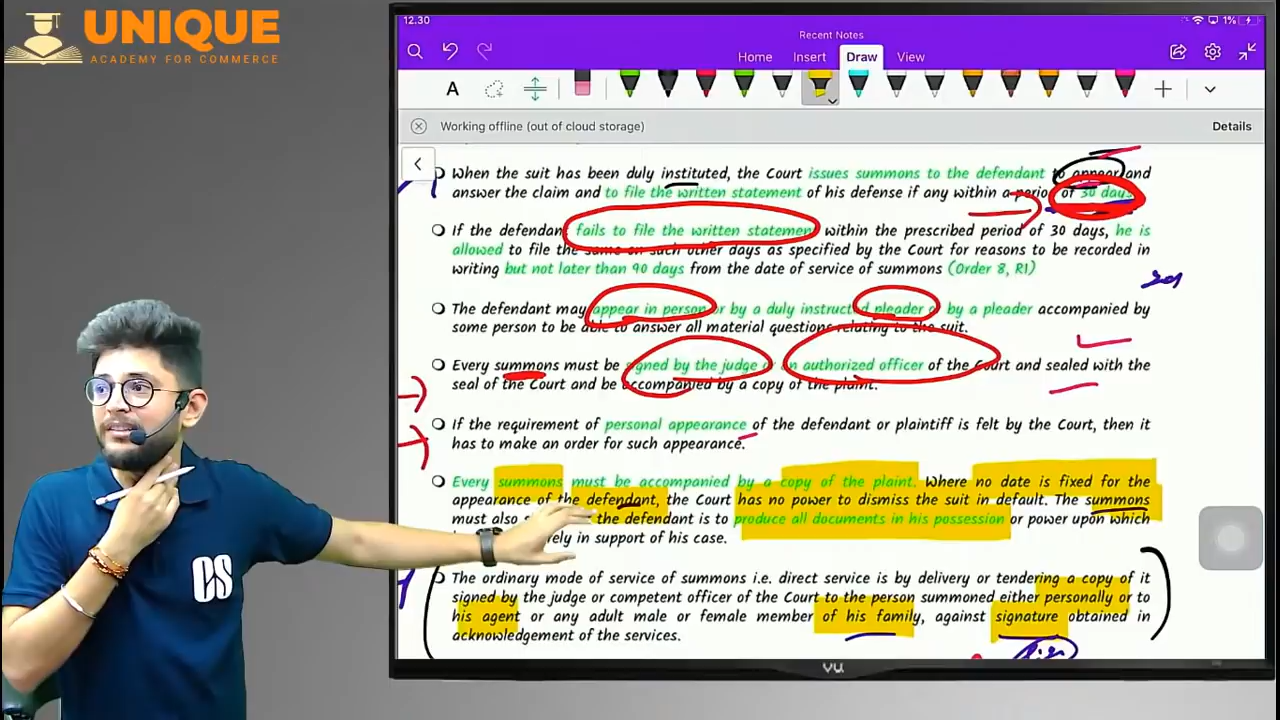 UNIQUE
ACADEMY FOR COMMERCE
12.30
1%
Recent Notes
Home Insert Draw View
A
Working offline (out of cloud storage)
Details
When the suit has been duly instituted, the Court issues summons to the defendant to appear and
answer the claim and to file the written statement of his defense if any within a period of 30 days
If the defendant fails to file the written statement within the prescribed period of 30 days, he is
allowed to file the same on such other days as specified by the Court for reasons to be recorded in
writing but not later than 90 days from the date of service of summons (Order 8, R1)
The defendant may appear in person or by a duly instructed pleader or by a pleader accompanied by
some person to be able to answer all material questions relating to the suit.
Every summons must be signed by the judge or an authorized officer of the Court and sealed with the
seal of the Court and be accompanied by a copy of the plaint.
If the requirement of personal appearance of the defendant or plaintiff is felt by the Court, then it
has to make an order for such appearance.
Every summons must be accompanied by a copy of the plaint. Where no date is fixed for the
appearance of the defendant, the Court has no power to dismiss the suit in default. The summons
must also the defendant is to produce all documents in his possession or power upon which
in support of his case.
The ordinary mode of service of summons i.e. direct service is by delivery or tendering a copy of it
signed by the judge or competent officer of the Court to the person summoned either personally or to
his agent or any adult male or female member of his family, against signature obtained in
acknowledgement of the services.
CS
VU